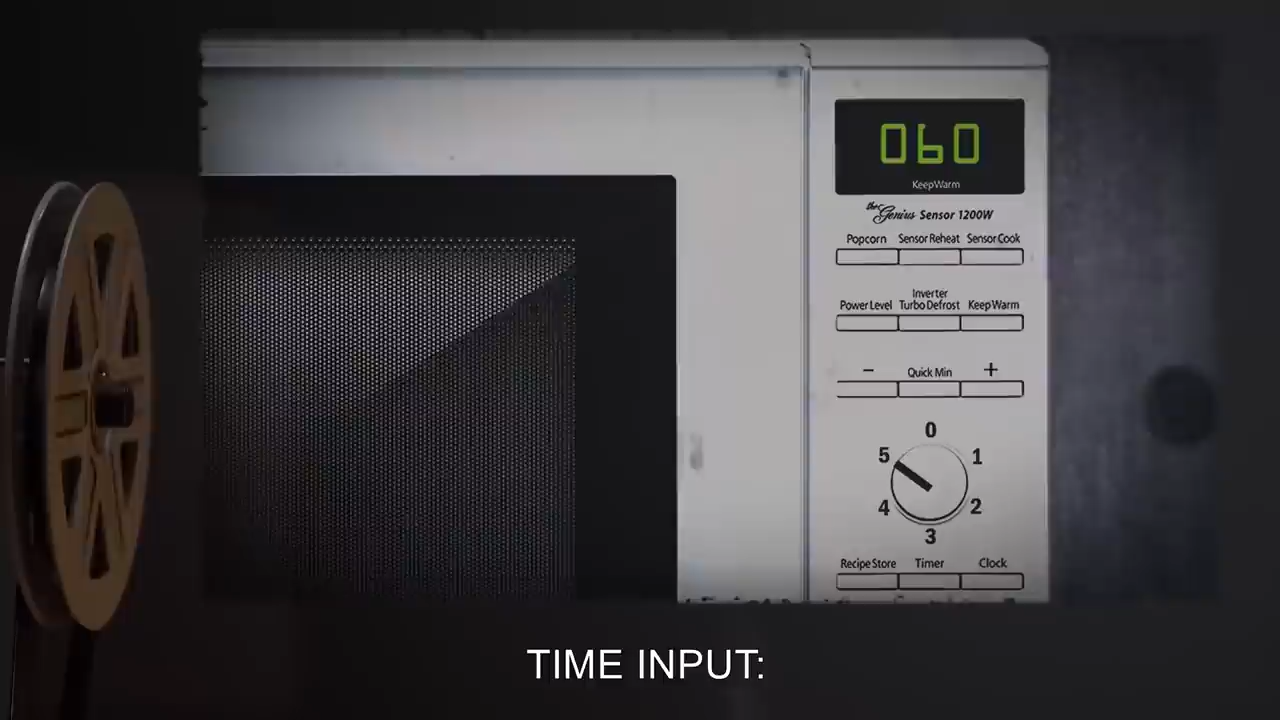 060
KeepWarm
the Genius Sensor 1200W
Popcorn Sensor Reheat Sensor Cook
Power Level Inverter Turbo Defrost Keep Warm
− Quick Min +
0
5 1
4 2
3
Recipe Store Timer Clock
TIME INPUT: